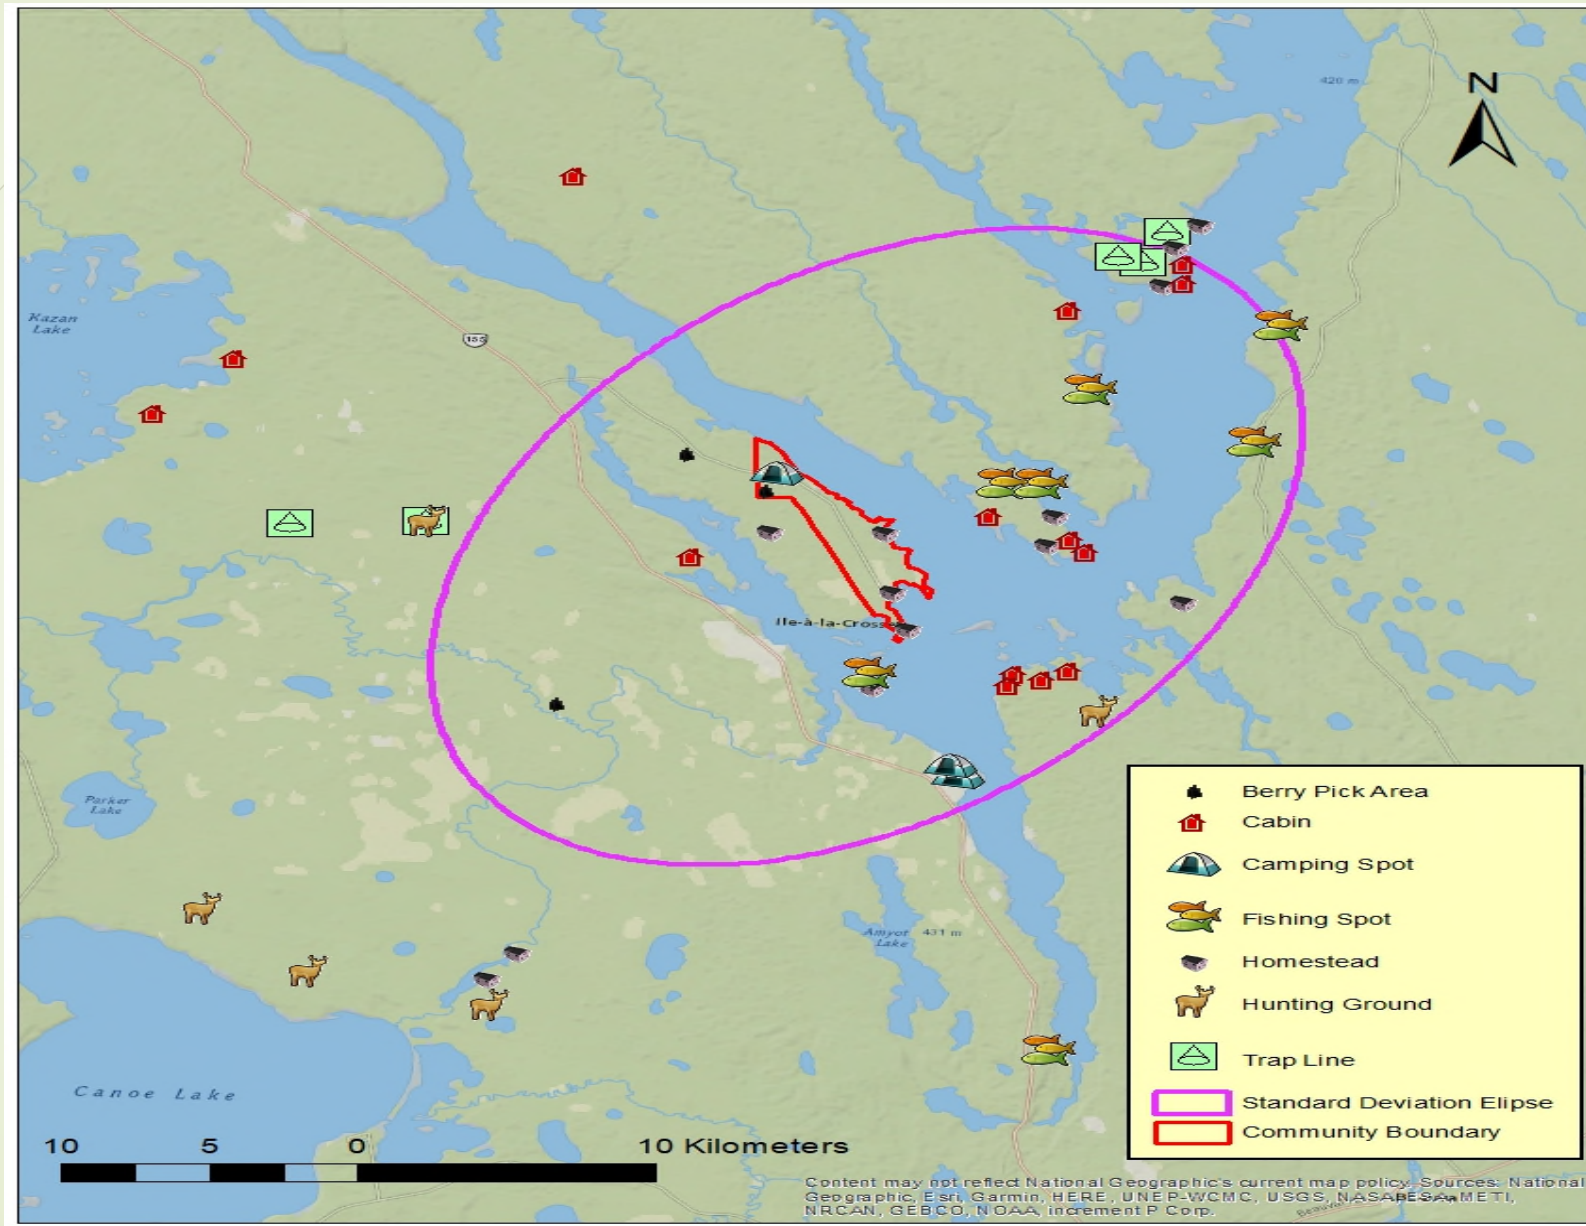 420 m
N
Kazan
Lake
155
Ile-à-la-Crosse
Parker
Lake
Amyot
Lake
431 m
Canoe Lake
Berry Pick Area
Cabin
Camping Spot
Fishing Spot
Homestead
Hunting Ground
Trap Line
Standard Deviation Elipse
Community Boundary
10 5 0 10 Kilometers
Content may not reflect National Geographic's current map policy. Sources: National
Geographic, Esri, Garmin, HERE, UNEP-WCMC, USGS, NASA, ESA, METI,
NRCAN, GEBCO, NOAA, increment P Corp.